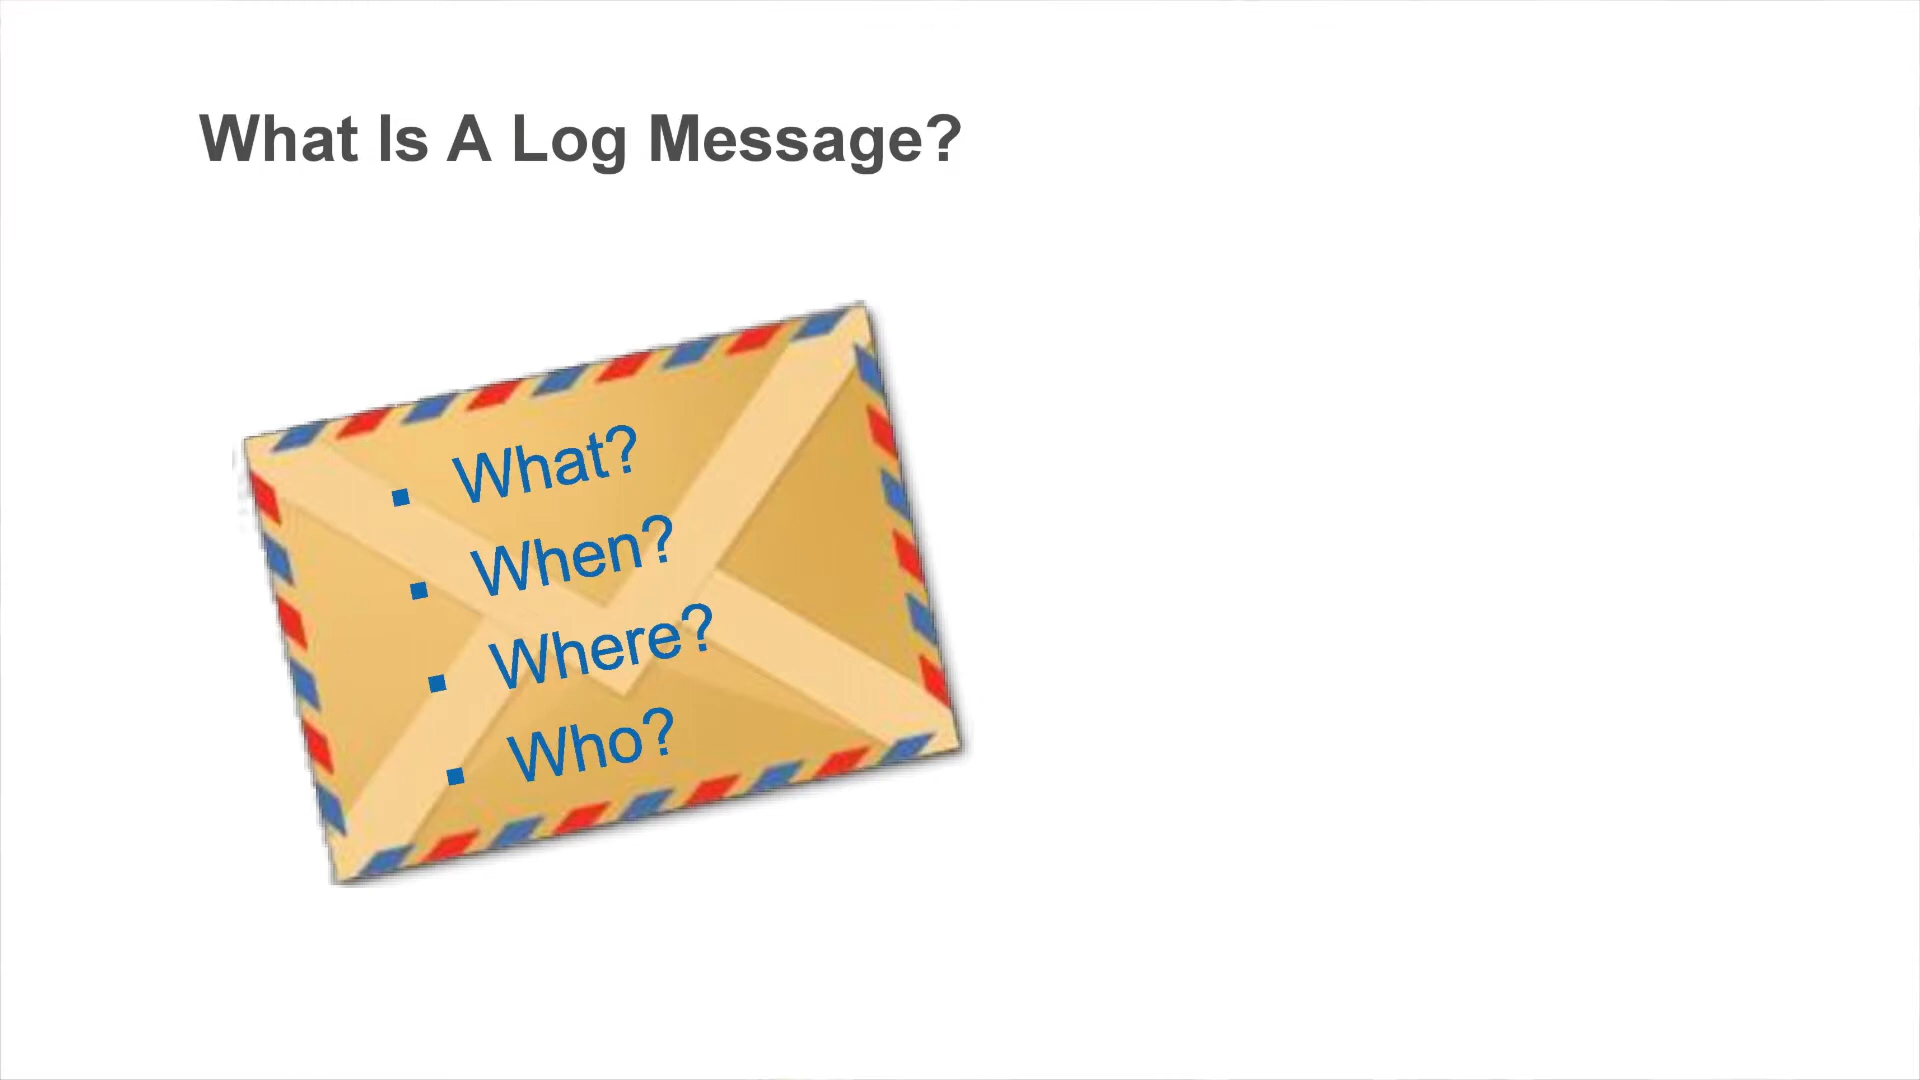 What Is A Log Message?
▪ What?
▪ When?
▪ Where?
▪ Who?